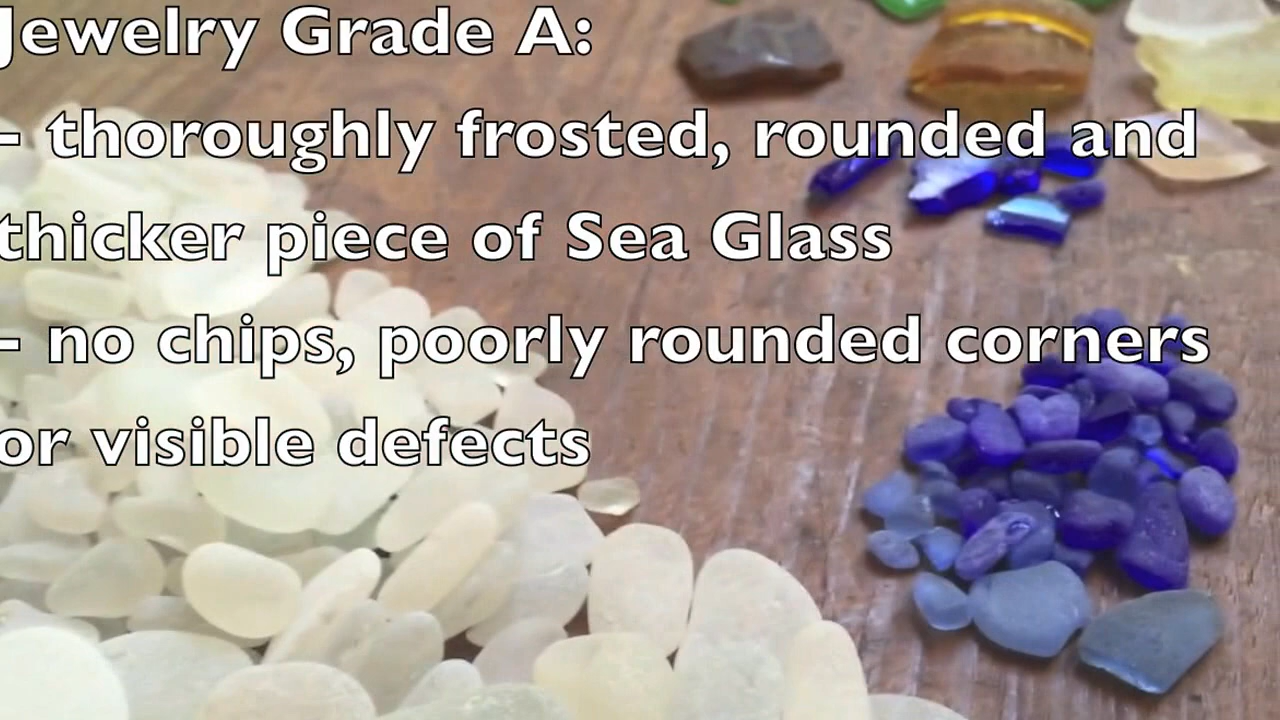 Jewelry Grade A:
- thoroughly frosted, rounded and
thicker piece of Sea Glass
- no chips, poorly rounded corners
or visible defects